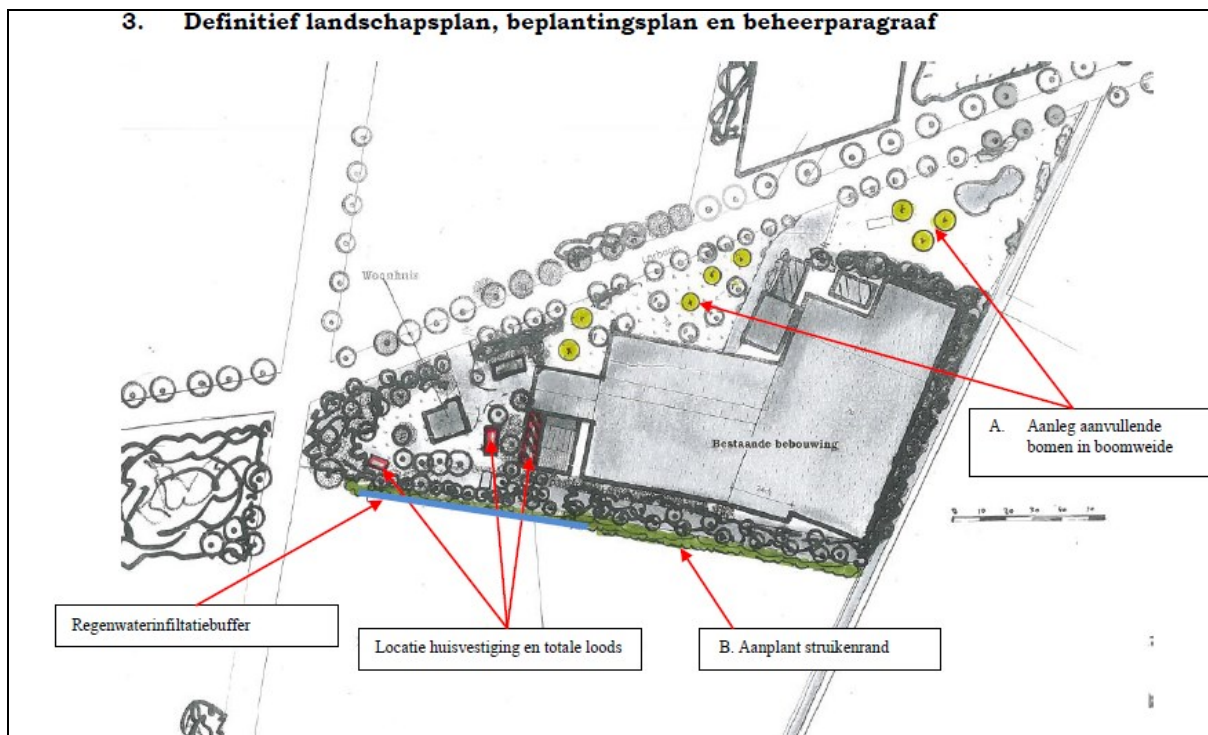 3. Definitief landschapsplan, beplantingsplan en beheerparagraaf
Woonhuis
Bestaande bebouwing
A. Aanleg aanvullende
bomen in boomweide
Regenwaterinfiltatiebuffer
Locatie huisvestiging en totale loods
B. Aanplant struikenrand